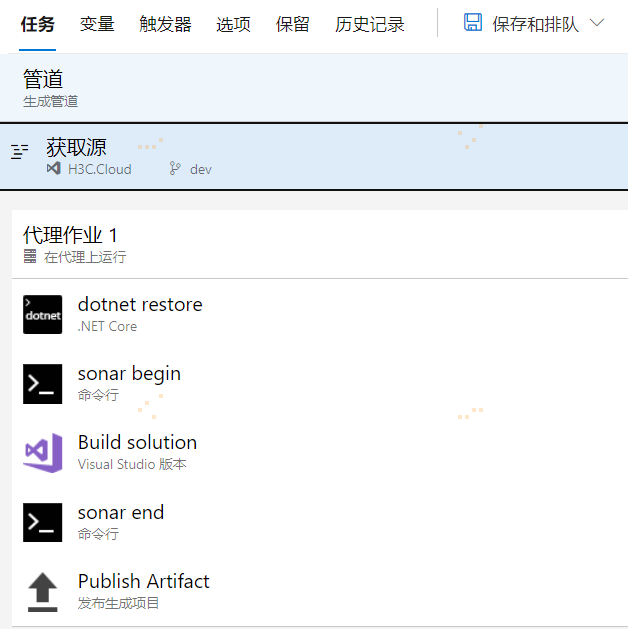 任务 变量 触发器 选项 保留 历史记录 保存和排队
管道
生成管道
获取源
H3C.Cloud dev
代理作业 1
在代理上运行
dotnet
dotnet restore
.NET Core
sonar begin
命令行
Build solution
Visual Studio 版本
sonar end
命令行
Publish Artifact
发布生成项目